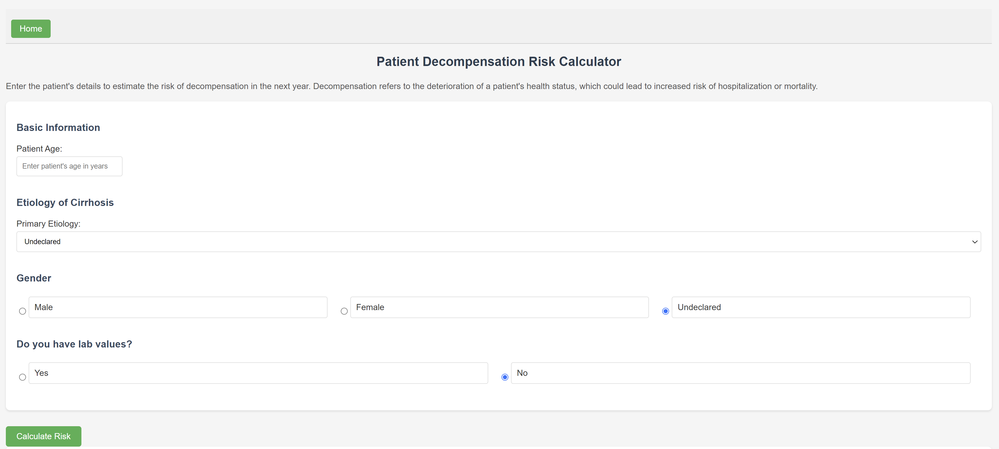 Home
Patient Decompensation Risk Calculator
Enter the patient's details to estimate the risk of decompensation in the next year. Decompensation refers to the deterioration of a patient's health status, which could lead to increased risk of hospitalization or mortality.
Basic Information
Patient Age:
Enter patient's age in years
Etiology of Cirrhosis
Primary Etiology:
Undeclared
Gender
Male Female Undeclared
Do you have lab values?
Yes No
Calculate Risk